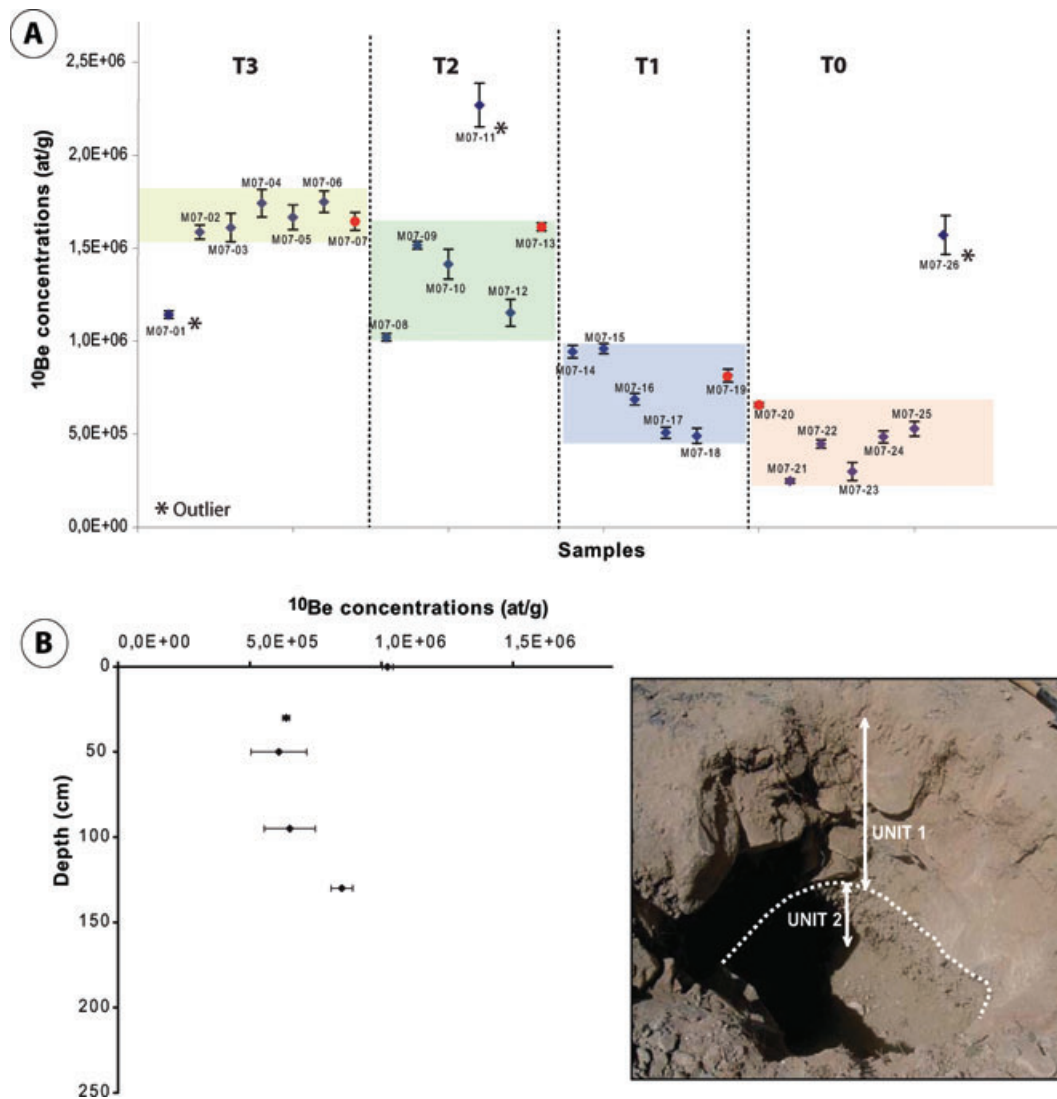 A
T3
T2
T1
T0
¹⁰Be concentrations (at/g)
2,5E+06
2,0E+06
1,5E+06
1,0E+06
5,0E+05
0,0E+00
M07-01
M07-02
M07-03
M07-04
M07-05
M07-06
M07-07
M07-08
M07-09
M07-10
M07-11
M07-12
M07-13
M07-14
M07-15
M07-16
M07-17
M07-18
M07-19
M07-20
M07-21
M07-22
M07-23
M07-24
M07-25
M07-26
* * *
* Outlier
Samples
B
¹⁰Be concentrations (at/g)
0,0E+00 5,0E+05 1,0E+06 1,5E+06
Depth (cm)
0
50
100
150
200
250
UNIT 1
UNIT 2